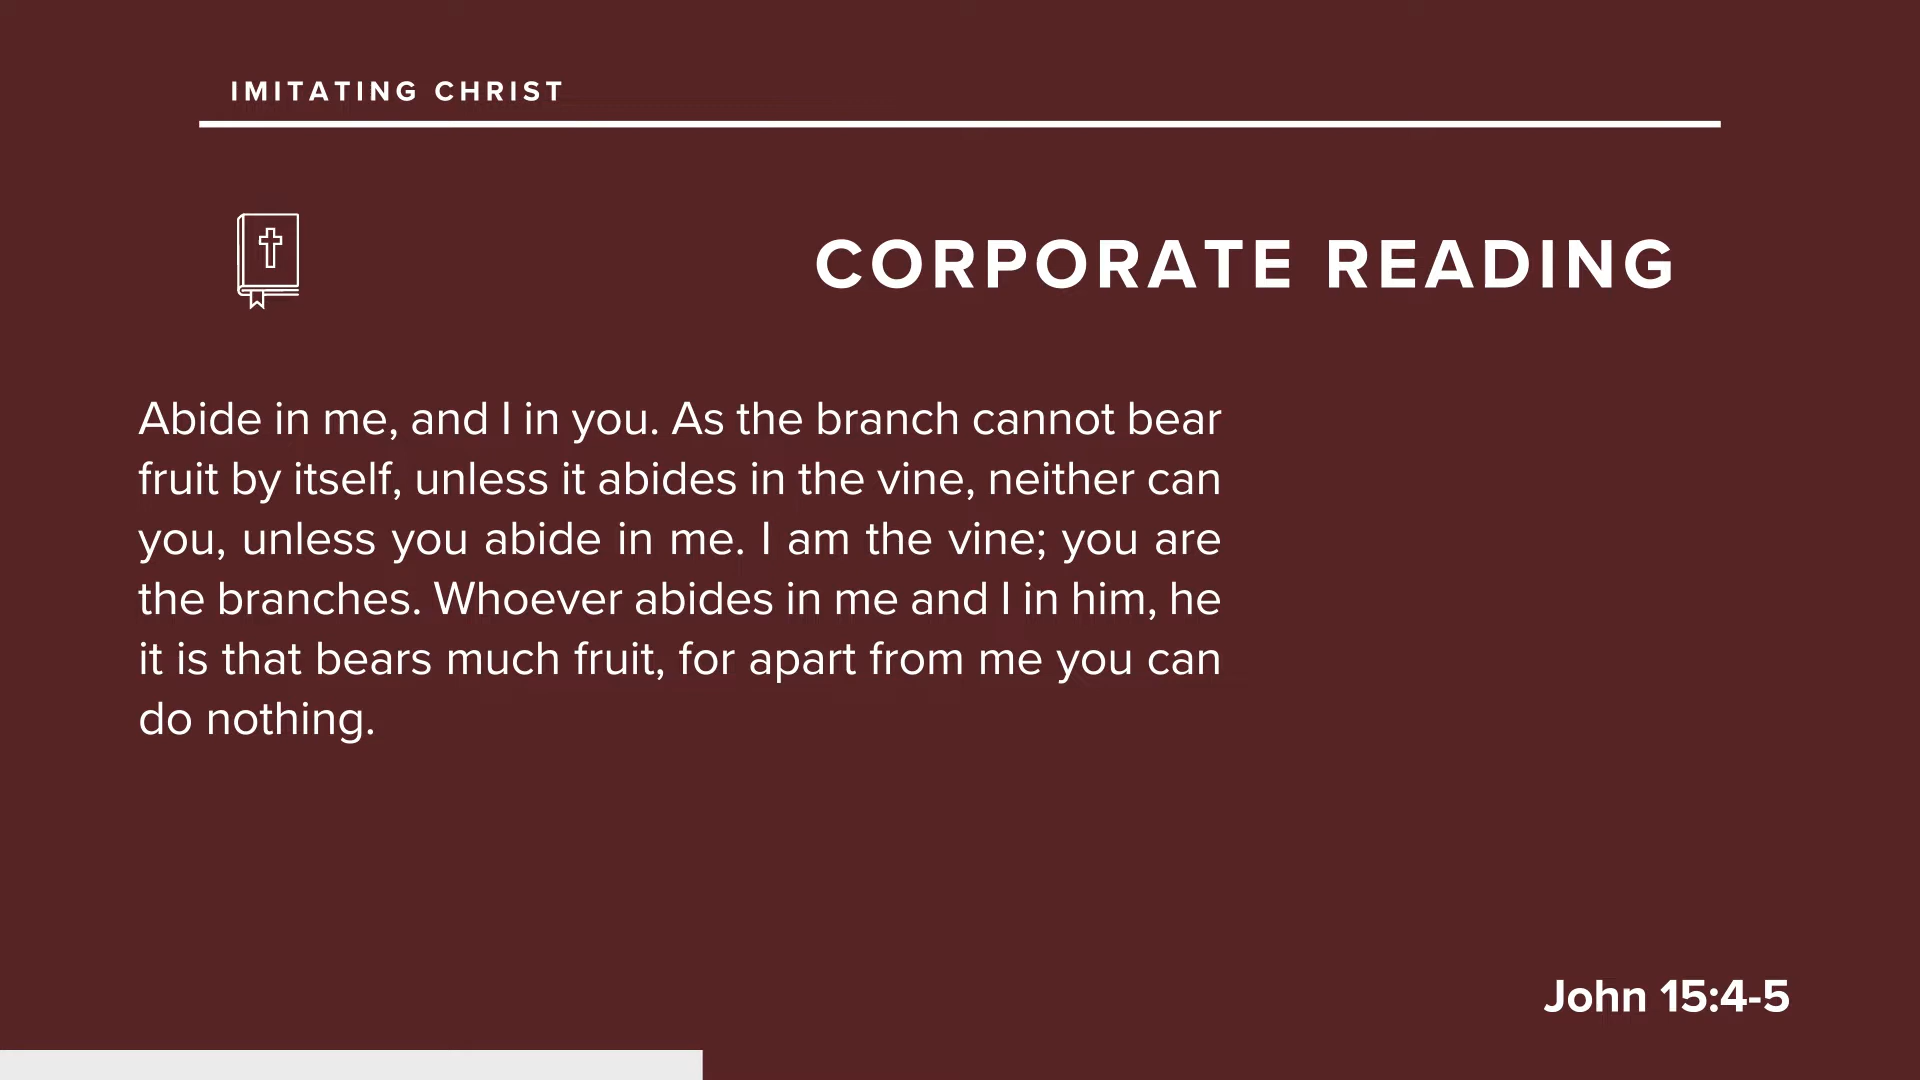 IMITATING CHRIST
CORPORATE READING
Abide in me, and I in you. As the branch cannot bear
fruit by itself, unless it abides in the vine, neither can
you, unless you abide in me. I am the vine; you are
the branches. Whoever abides in me and I in him, he
it is that bears much fruit, for apart from me you can
do nothing.
John 15:4-5